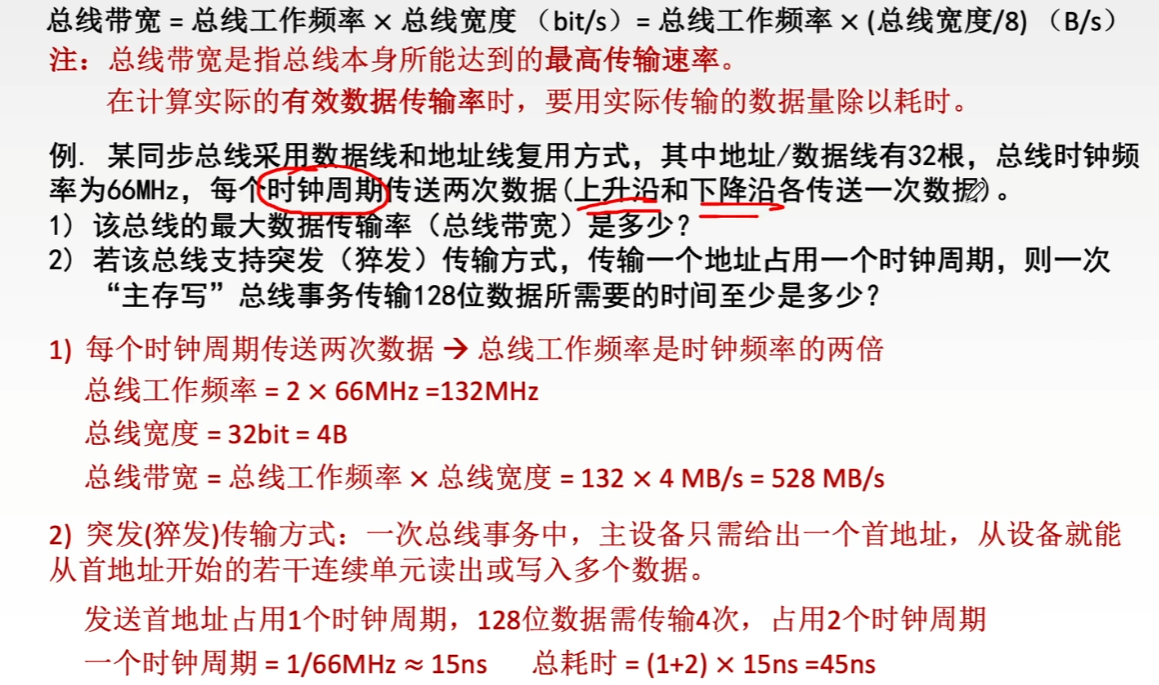 总线带宽 = 总线工作频率 × 总线宽度 （bit/s）= 总线工作频率 × (总线宽度/8) （B/s）
注：总线带宽是指总线本身所能达到的最高传输速率。
在计算实际的有效数据传输率时，要用实际传输的数据量除以耗时。
例. 某同步总线采用数据线和地址线复用方式，其中地址/数据线有32根，总线时钟频
率为66MHz，每个时钟周期传送两次数据(上升沿和下降沿各传送一次数据)。
1) 该总线的最大数据传输率（总线带宽）是多少？
2) 若该总线支持突发（猝发）传输方式，传输一个地址占用一个时钟周期，则一次
“主存写”总线事务传输128位数据所需要的时间至少是多少？
1) 每个时钟周期传送两次数据 → 总线工作频率是时钟频率的两倍
总线工作频率 = 2 × 66MHz =132MHz
总线宽度 = 32bit = 4B
总线带宽 = 总线工作频率 × 总线宽度 = 132 × 4 MB/s = 528 MB/s
2) 突发(猝发)传输方式：一次总线事务中，主设备只需给出一个首地址，从设备就能
从首地址开始的若干连续单元读出或写入多个数据。
发送首地址占用1个时钟周期，128位数据需传输4次，占用2个时钟周期
一个时钟周期 = 1/66MHz ≈ 15ns 总耗时 = (1+2) × 15ns =45ns